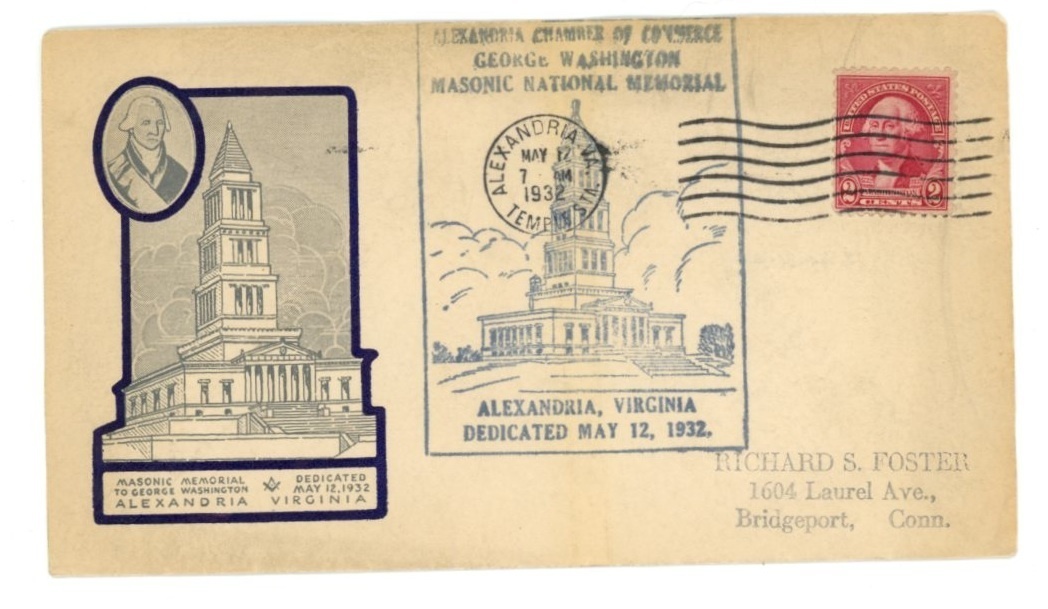 ALEXANDRIA CHAMBER OF COMMERCE
GEORGE WASHINGTON
MASONIC NATIONAL MEMORIAL
ALEXANDRIA, VA.
MAY 12
7 AM
1932
TEMPLE STA.
UNITED STATES POSTAGE
2 WASHINGTON 2
CENTS
ALEXANDRIA, VIRGINIA
DEDICATED MAY 12, 1932.
MASONIC MEMORIAL
TO GEORGE WASHINGTON
DEDICATED
MAY 12, 1932
ALEXANDRIA VIRGINIA
RICHARD S. FOSTER
1604 Laurel Ave.,
Bridgeport, Conn.